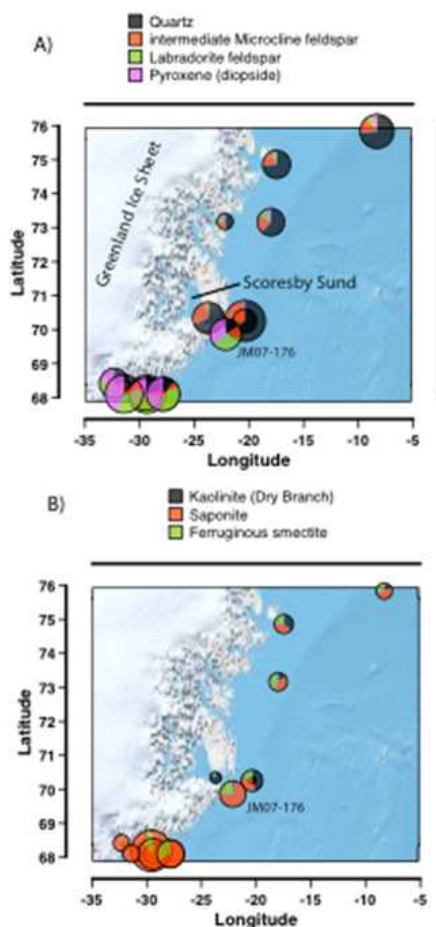 A)
Quartz
intermediate Microcline feldspar
Labradorite feldspar
Pyroxene (diopside)
76
75
74
73
72
71
70
69
68
Latitude
Greenland Ice Sheet
Scoresby Sund
JM07-176
-35 -30 -25 -20 -15 -10 -5
Longitude
B)
Kaolinite (Dry Branch)
Saponite
Ferruginous smectite
76
75
74
73
72
71
70
69
68
Latitude
JM07-176
-35 -30 -25 -20 -15 -10 -5
Longitude